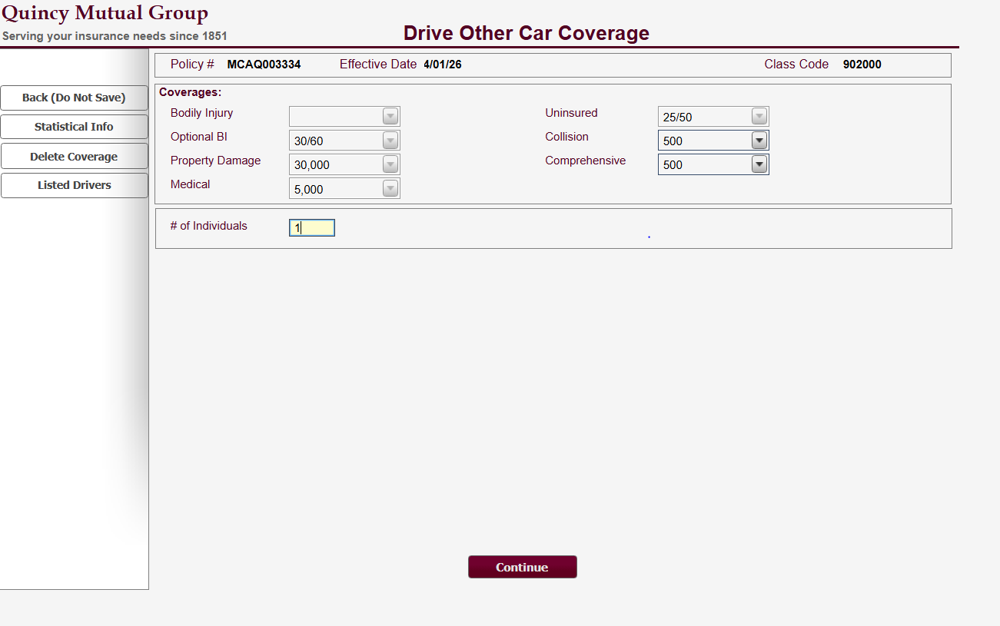 Quincy Mutual Group
Serving your insurance needs since 1851
Drive Other Car Coverage
Policy # MCAQ003334 Effective Date 4/01/26 Class Code 902000
Back (Do Not Save)
Statistical Info
Delete Coverage
Listed Drivers
Coverages:
Bodily Injury Uninsured 25/50
Optional BI 30/60 Collision 500
Property Damage 30,000 Comprehensive 500
Medical 5,000
# of Individuals 1
Continue